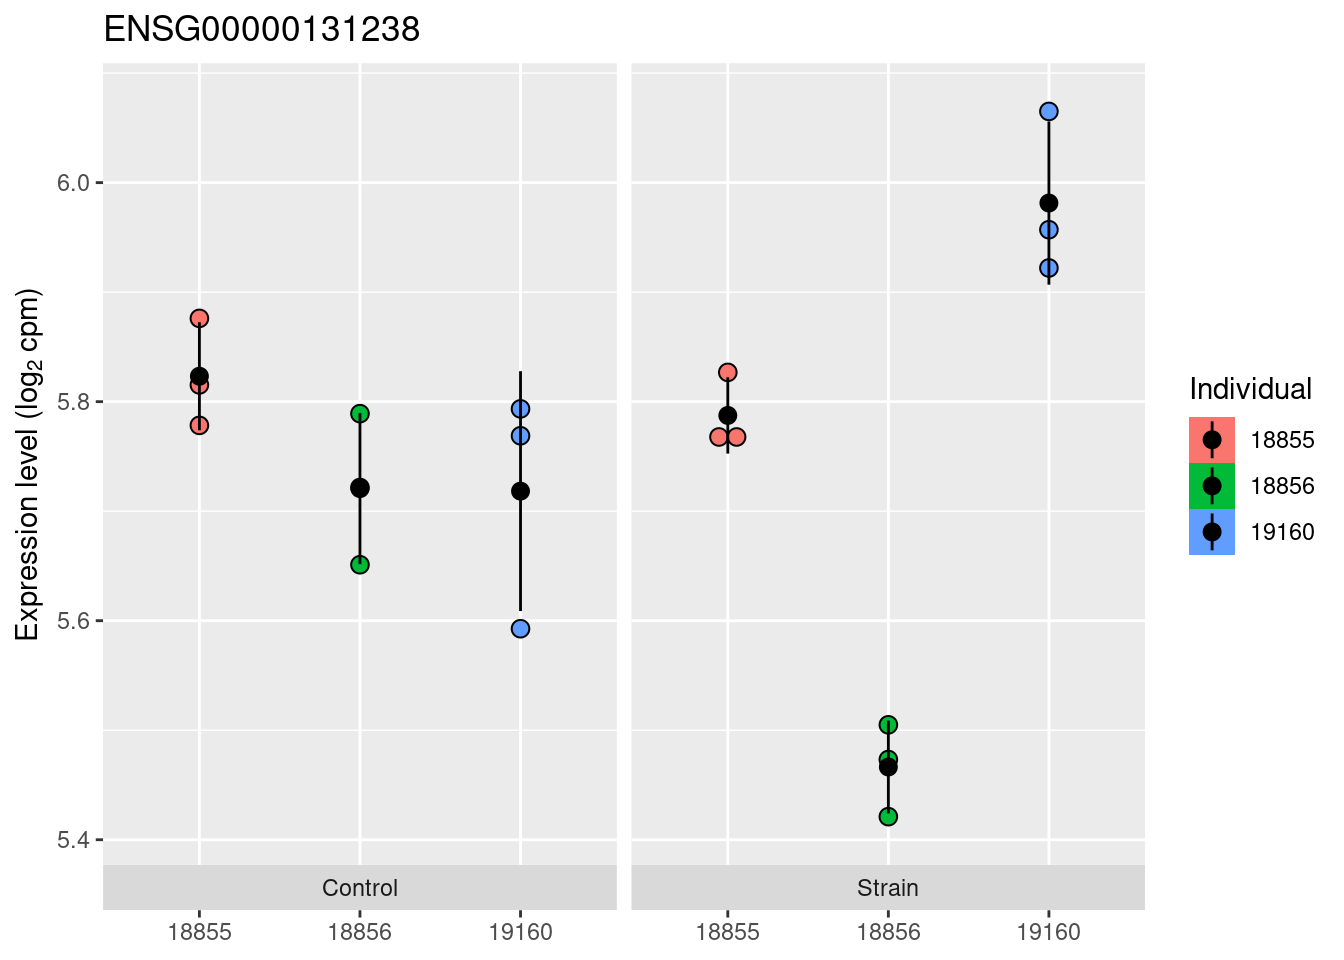 ENSG00000131238
Expression level (log₂ cpm)
6.0
5.8
5.6
5.4
Control
Strain
18855
18856
19160
18855
18856
19160
Individual
18855
18856
19160